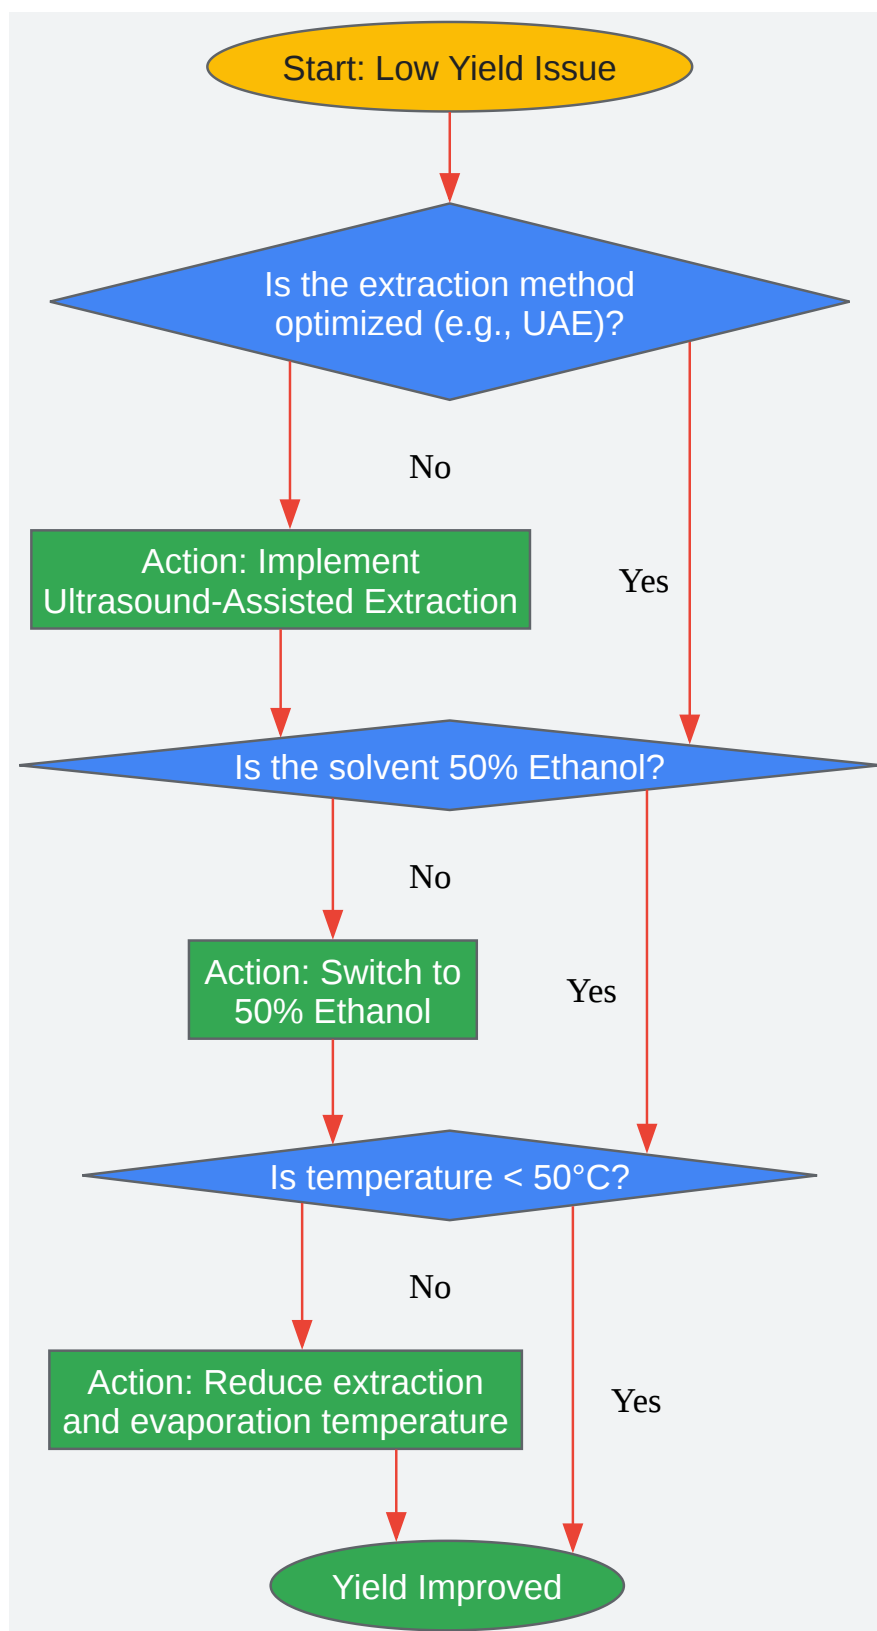 Start: Low Yield Issue
Is the extraction method
optimized (e.g., UAE)?
No
Action: Implement
Ultrasound-Assisted Extraction
Yes
Is the solvent 50% Ethanol?
No
Action: Switch to
50% Ethanol
Yes
Is temperature < 50°C?
No
Action: Reduce extraction
and evaporation temperature
Yes
Yield Improved